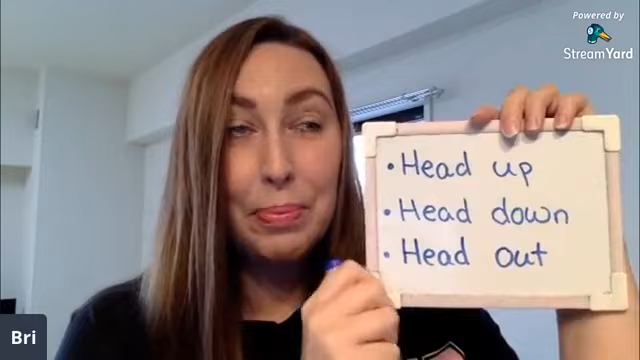 Powered by
StreamYard
• Head up
• Head down
• Head out
Bri